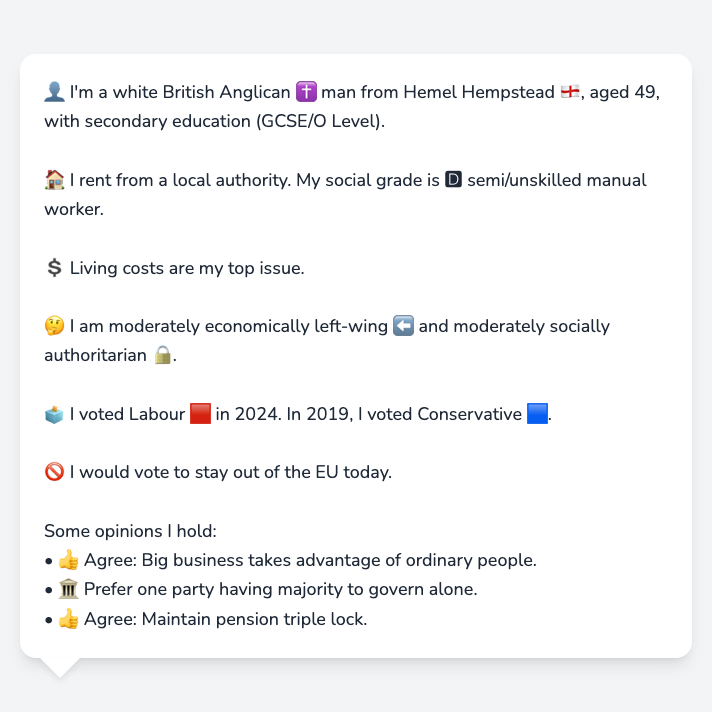 👤 I'm a white British Anglican ✝️ man from Hemel Hempstead 🏴󠁧󠁢󠁥󠁮󠁧󠁿, aged 49,
with secondary education (GCSE/O Level).
🏠 I rent from a local authority. My social grade is 🅳 semi/unskilled manual
worker.
💲 Living costs are my top issue.
🤔 I am moderately economically left-wing ⬅️ and moderately socially
authoritarian 🔒.
🗳️ I voted Labour 🟥 in 2024. In 2019, I voted Conservative 🟦.
🚫 I would vote to stay out of the EU today.
Some opinions I hold:
• 👍 Agree: Big business takes advantage of ordinary people.
• 🏛️ Prefer one party having majority to govern alone.
• 👍 Agree: Maintain pension triple lock.